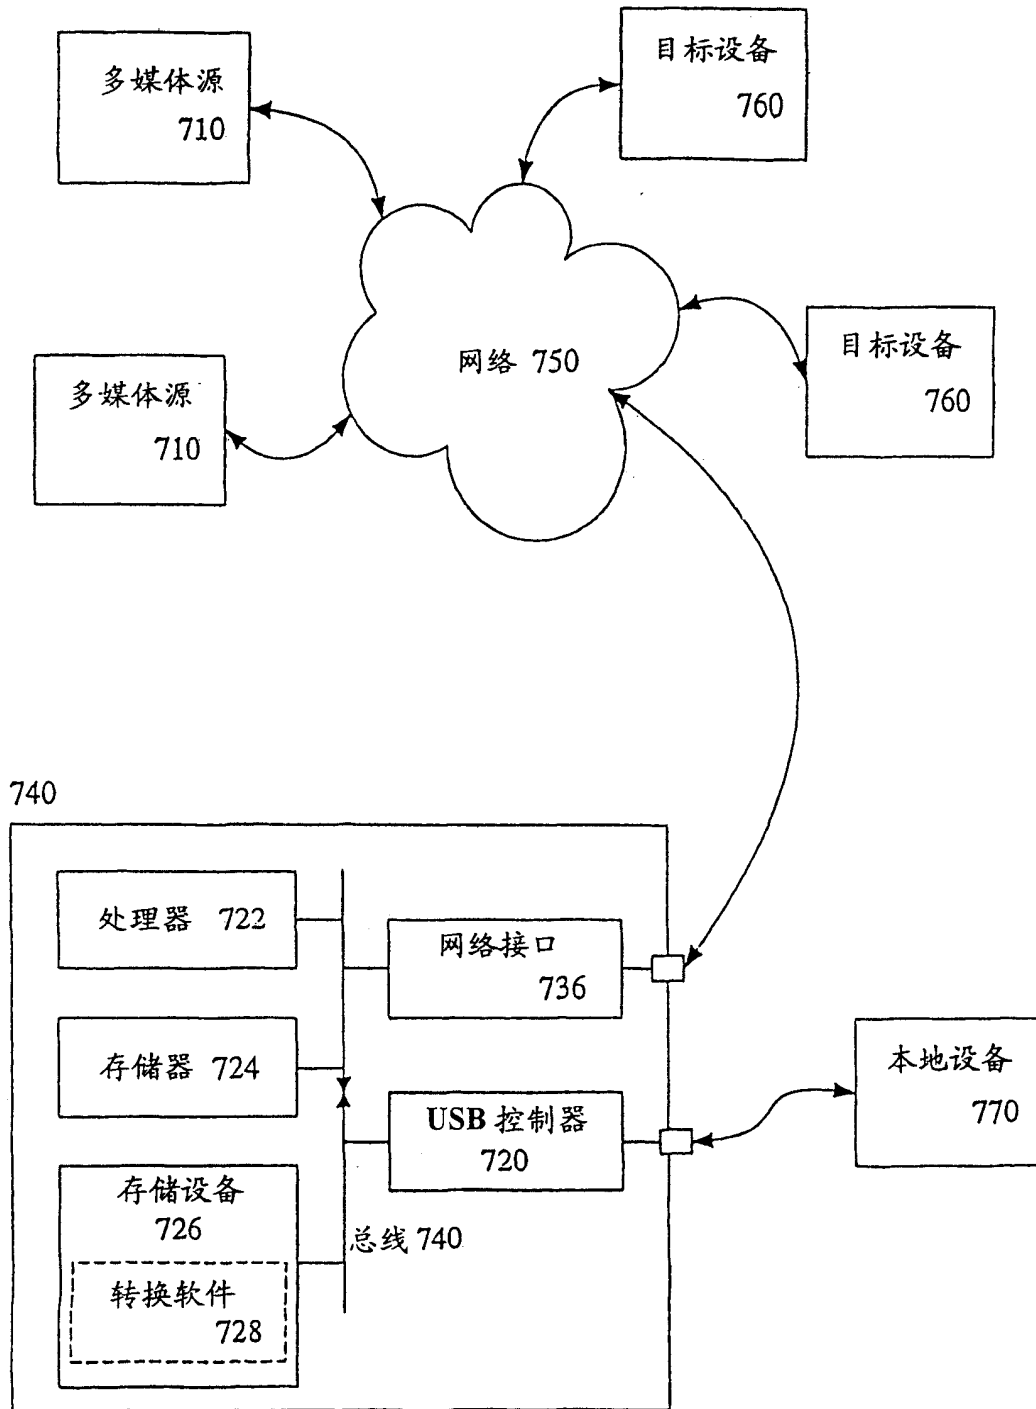 多媒体源
710
目标设备
760
网络 750
目标设备
760
多媒体源
710
740
处理器 722
网络接口
736
存储器 724
本地设备
770
USB 控制器
720
存储设备
726
总线 740
转换软件
728